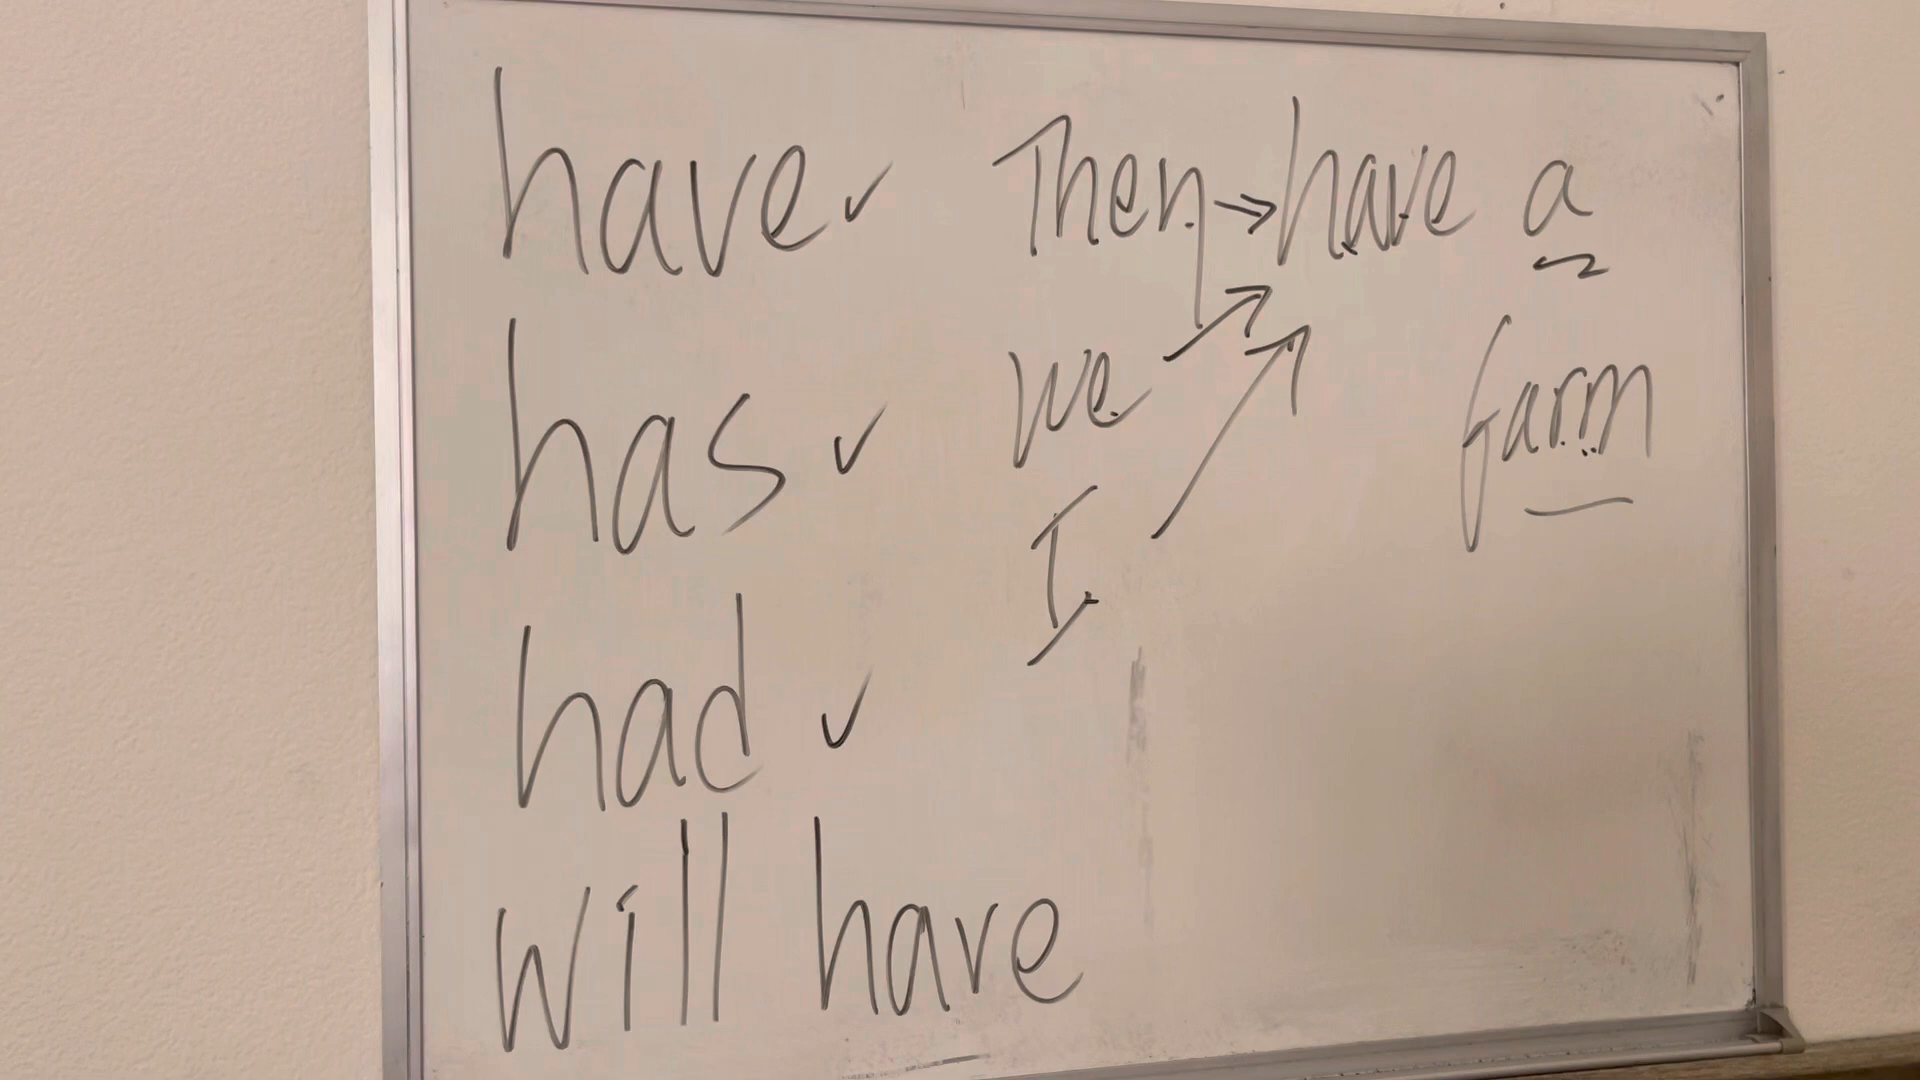 have ✓ Then → have a
has ✓ we farm
I
had ✓
will have